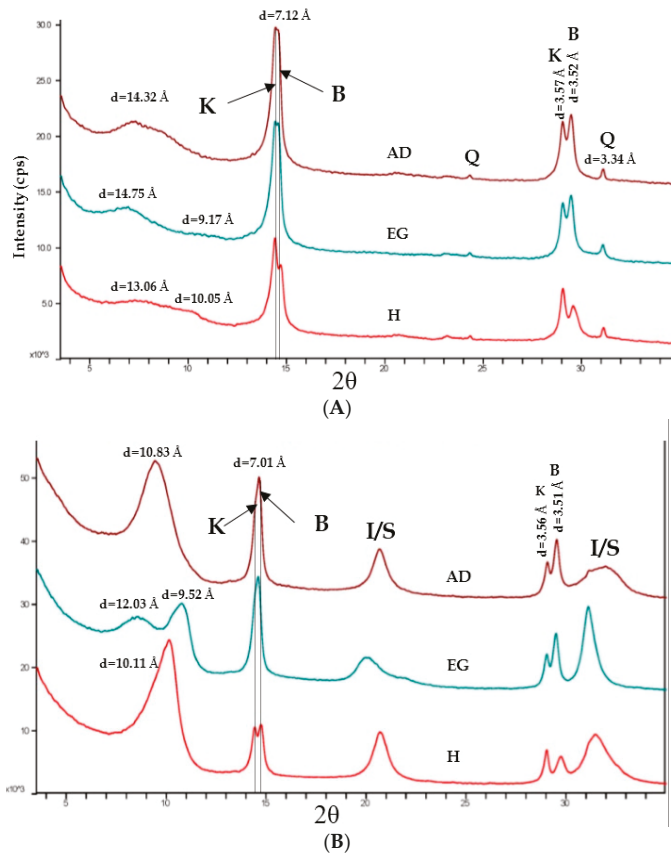 d=7.12 Å
30.0
B
K
d=3.57 Å
d=3.52 Å
25.0
d=14.32 Å
K
B
20.0
AD
Q
Q
d=3.34 Å
Intensity (cps)
15.0
d=14.75 Å
d=9.17 Å
EG
10.0
d=13.06 Å
d=10.05 Å
5.0
H
x10^3
5 10 15 20 25 30
2θ
(A)
d=10.83 Å
d=7.01 Å
50
K
B
I/S
K
B
d=3.56 Å
d=3.51 Å
I/S
40
AD
d=12.03 Å
d=9.52 Å
30
d=10.11 Å
20
EG
10
H
x10^3
5 10 15 20 25 30
2θ
(B)